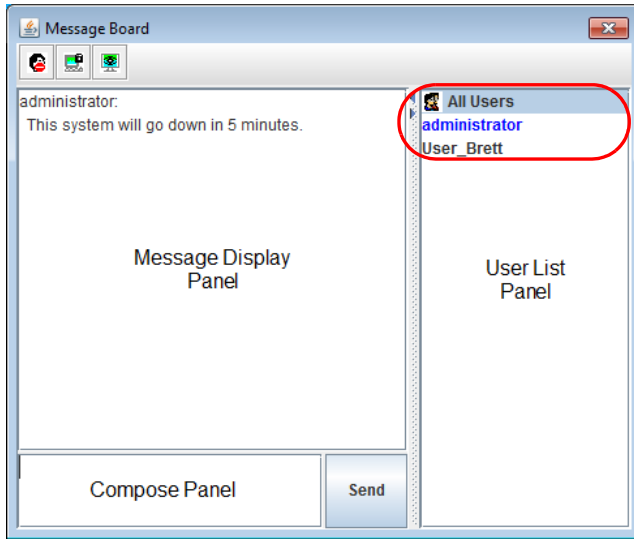 Message Board
administrator:
This system will go down in 5 minutes.
Message Display
Panel
All Users
administrator
User_Brett
User List
Panel
Compose Panel
Send